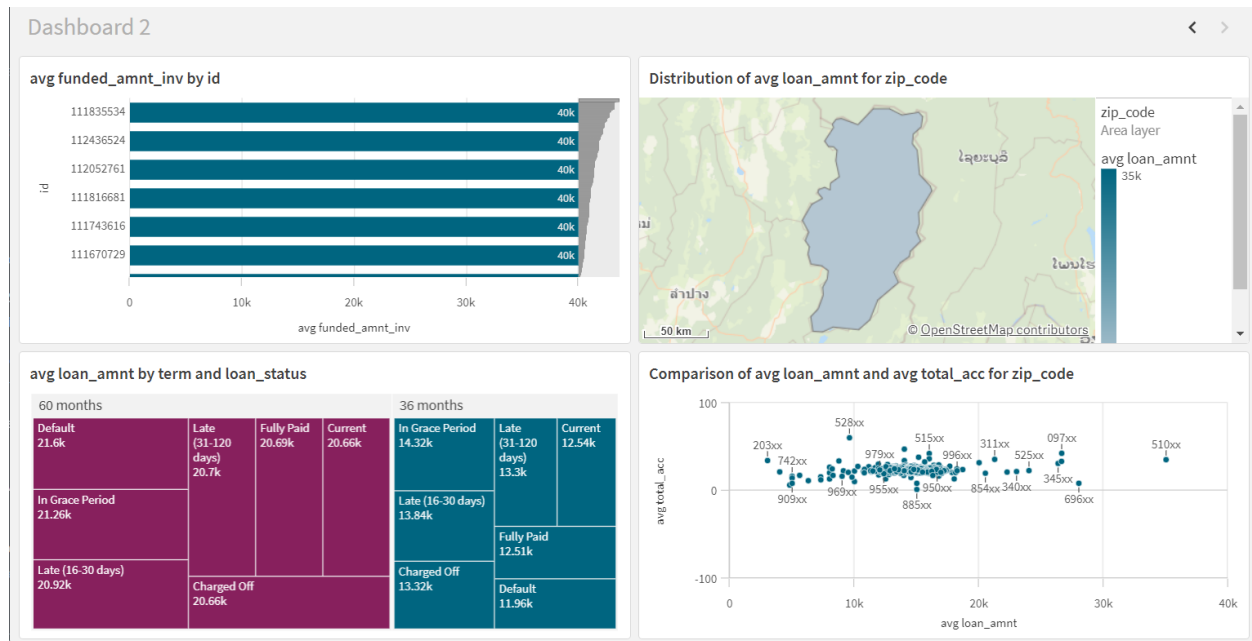 Dashboard 2
avg funded_amnt_inv by id
id
111835534
40k
112436524
40k
112052761
40k
111816681
40k
111743616
40k
111670729
40k
0
10k
20k
30k
40k
avg funded_amnt_inv
Distribution of avg loan_amnt for zip_code
ໄຊຍະບູລີ
ลำปาง
50 km
© OpenStreetMap contributors
zip_code
Area layer
avg loan_amnt
35k
avg loan_amnt by term and loan_status
60 months
Default
21.6k
In Grace Period
21.26k
Late (16-30 days)
20.92k
Late
(31-120
days)
20.7k
Fully Paid
20.69k
Current
20.66k
Charged Off
20.66k
36 months
In Grace Period
14.32k
Late (16-30 days)
13.84k
Charged Off
13.32k
Late
(31-120
days)
13.3k
Current
12.54k
Fully Paid
12.51k
Default
11.96k
Comparison of avg loan_amnt and avg total_acc for zip_code
avg total_acc
100
0
-100
528xx
203xx
742xx
979xx
515xx
996xx
311xx
525xx
097xx
510xx
909xx
969xx
955xx
885xx
950xx
854xx
340xx
345xx
696xx
0
10k
20k
30k
40k
avg loan_amnt